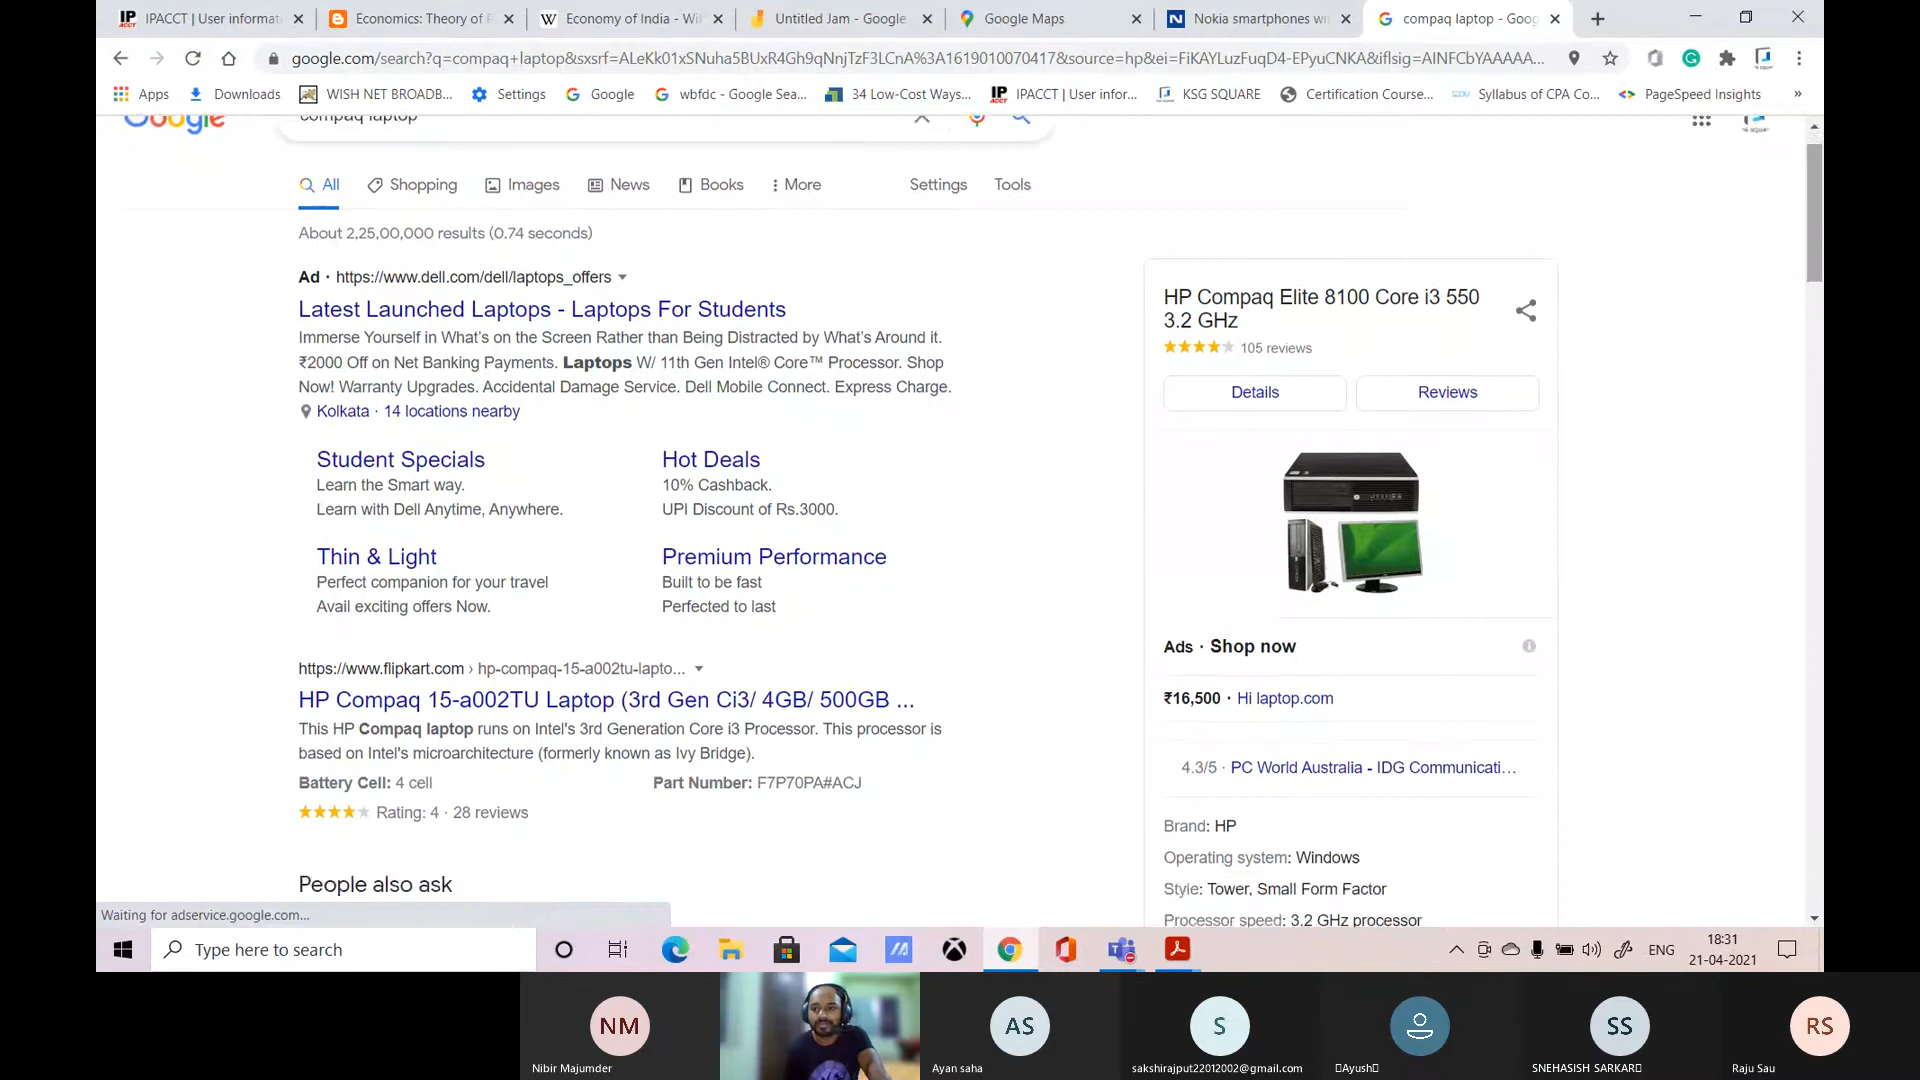 IPACCT | User informat
Economics: Theory of P
Economy of India - Wi
Untitled Jam - Google
Google Maps
Nokia smartphones wi
compaq laptop - Goog
google.com/search?q=compaq+laptop&sxsrf=ALeKk01xSNuha5BUxR4Gh9qNnjTzF3LCnA%3A1619010070417&source=hp&ei=FiKAYLuzFuqD4-EPyuCNKA&iflsig=AINFCbYAAAAA...
Apps
Downloads
WISH NET BROADB...
Settings
Google
wbfdc - Google Sea...
34 Low-Cost Ways...
IPACCT | User infor...
KSG SQUARE
Certification Course...
Syllabus of CPA Co...
PageSpeed Insights
»
Google
compaq laptop
All
Shopping
Images
News
Books
More
Settings
Tools
About 2,25,00,000 results (0.74 seconds)
Ad · https://www.dell.com/dell/laptops_offers
Latest Launched Laptops - Laptops For Students
Immerse Yourself in What's on the Screen Rather than Being Distracted by What's Around it.
₹2000 Off on Net Banking Payments. Laptops W/ 11th Gen Intel® Core™ Processor. Shop
Now! Warranty Upgrades. Accidental Damage Service. Dell Mobile Connect. Express Charge.
Kolkata · 14 locations nearby
Student Specials
Learn the Smart way.
Learn with Dell Anytime, Anywhere.
Hot Deals
10% Cashback.
UPI Discount of Rs.3000.
Thin & Light
Perfect companion for your travel
Avail exciting offers Now.
Premium Performance
Built to be fast
Perfected to last
https://www.flipkart.com › hp-compaq-15-a002tu-lapto...
HP Compaq 15-a002TU Laptop (3rd Gen Ci3/ 4GB/ 500GB ...
This HP Compaq laptop runs on Intel's 3rd Generation Core i3 Processor. This processor is
based on Intel's microarchitecture (formerly known as Ivy Bridge).
Battery Cell: 4 cell
Part Number: F7P70PA#ACJ
Rating: 4 · 28 reviews
People also ask
HP Compaq Elite 8100 Core i3 550
3.2 GHz
105 reviews
Details
Reviews
Ads · Shop now
₹16,500 · Hi laptop.com
4.3/5 · PC World Australia - IDG Communicati...
Brand: HP
Operating system: Windows
Style: Tower, Small Form Factor
Processor speed: 3.2 GHz processor
Waiting for adservice.google.com...
Type here to search
ENG
18:31
21-04-2021
NM
Nibir Majumder
AS
Ayan saha
S
sakshirajput22012002@gmail.com
Ayush
SS
SNEHASISH SARKAR
RS
Raju Sau